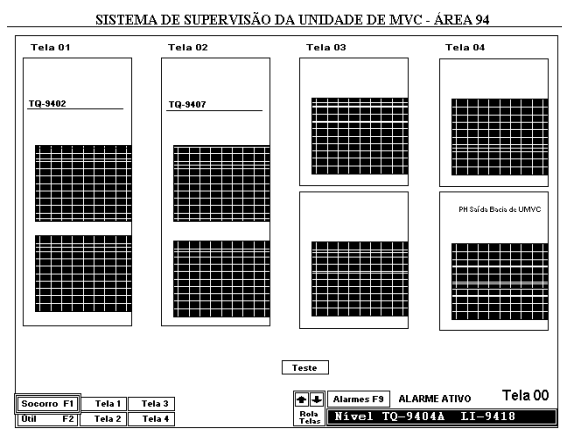 SISTEMA DE SUPERVISÃO DA UNIDADE DE MVC - ÁREA 94
Tela 01 Tela 02 Tela 03 Tela 04
TQ-9402 TQ-9407
PH Saída Bacia de UMVC
Teste
Socorro F1 Tela 1 Tela 3 Alarmes F9 ALARME ATIVO Tela 00
Útil F2 Tela 2 Tela 4 Rola Telas Nível TQ-9404A LI-9418